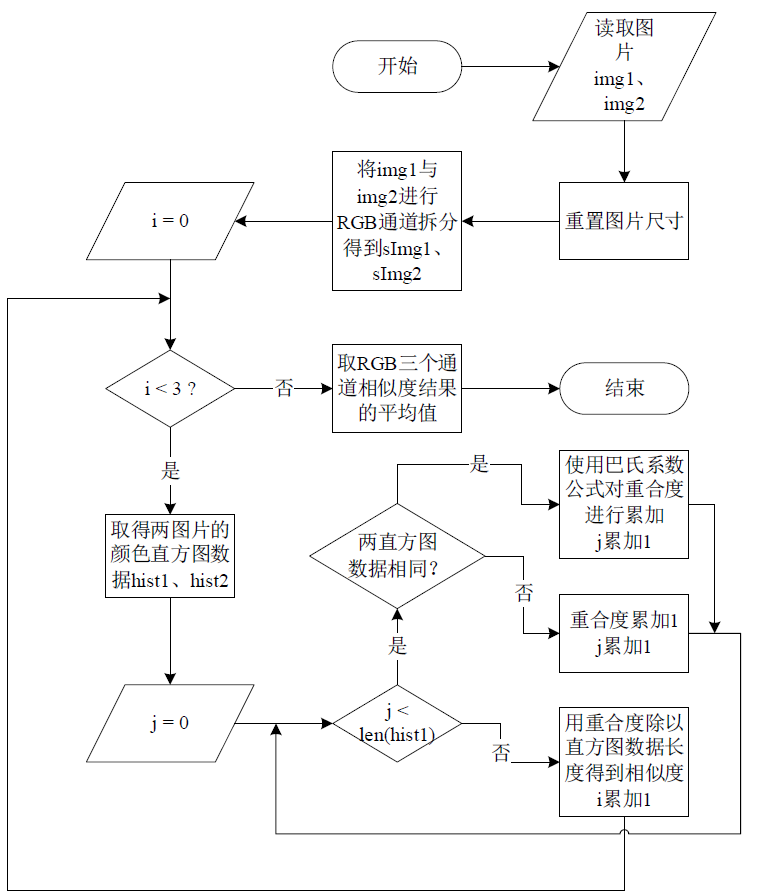 开始
读取图
片
img1、
img2
重置图片尺寸
将img1与
img2进行
RGB通道拆分
得到sImg1、
sImg2
i = 0
i < 3 ?
否
取RGB三个通
道相似度结果
的平均值
结束
是
取得两图片的
颜色直方图数
据hist1、hist2
j = 0
j <
len(hist1)
是
两直方图
数据相同？
是
使用巴氏系数
公式对重合度
进行累加
j累加1
否
重合度累加1
j累加1
否
用重合度除以
直方图数据长
度得到相似度
i累加1